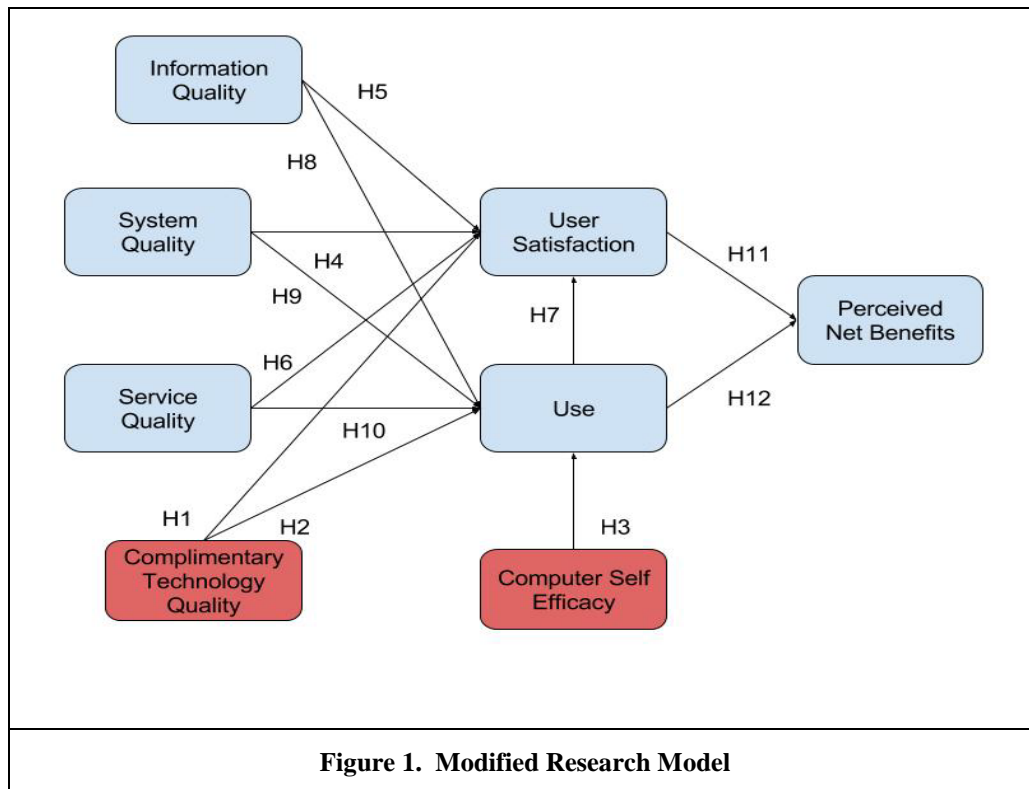 Information
Quality
H5
H8
System
Quality
User
Satisfaction
H4
H9
H11
H7
Perceived
Net Benefits
H6
Service
Quality
Use
H12
H10
H1
H2
H3
Complimentary
Technology
Quality
Computer Self
Efficacy
Figure 1. Modified Research Model